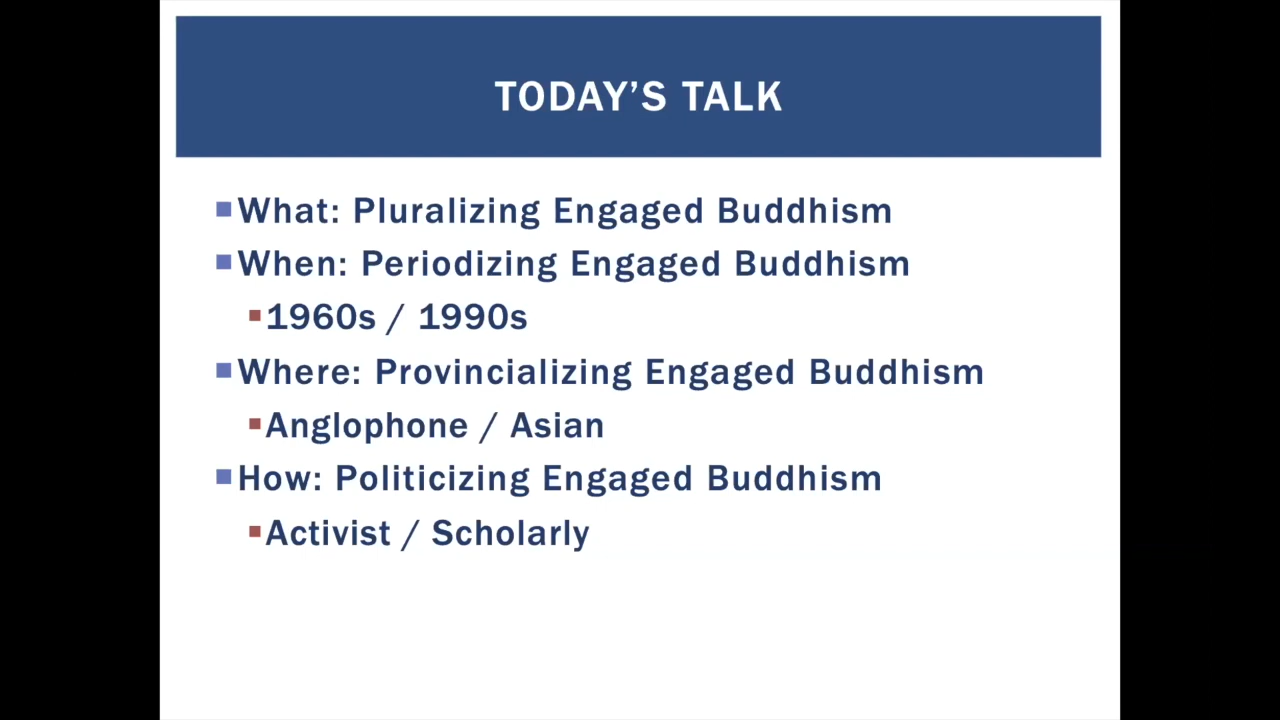 TODAY’S TALK
What: Pluralizing Engaged Buddhism
When: Periodizing Engaged Buddhism
1960s / 1990s
Where: Provincializing Engaged Buddhism
Anglophone / Asian
How: Politicizing Engaged Buddhism
Activist / Scholarly